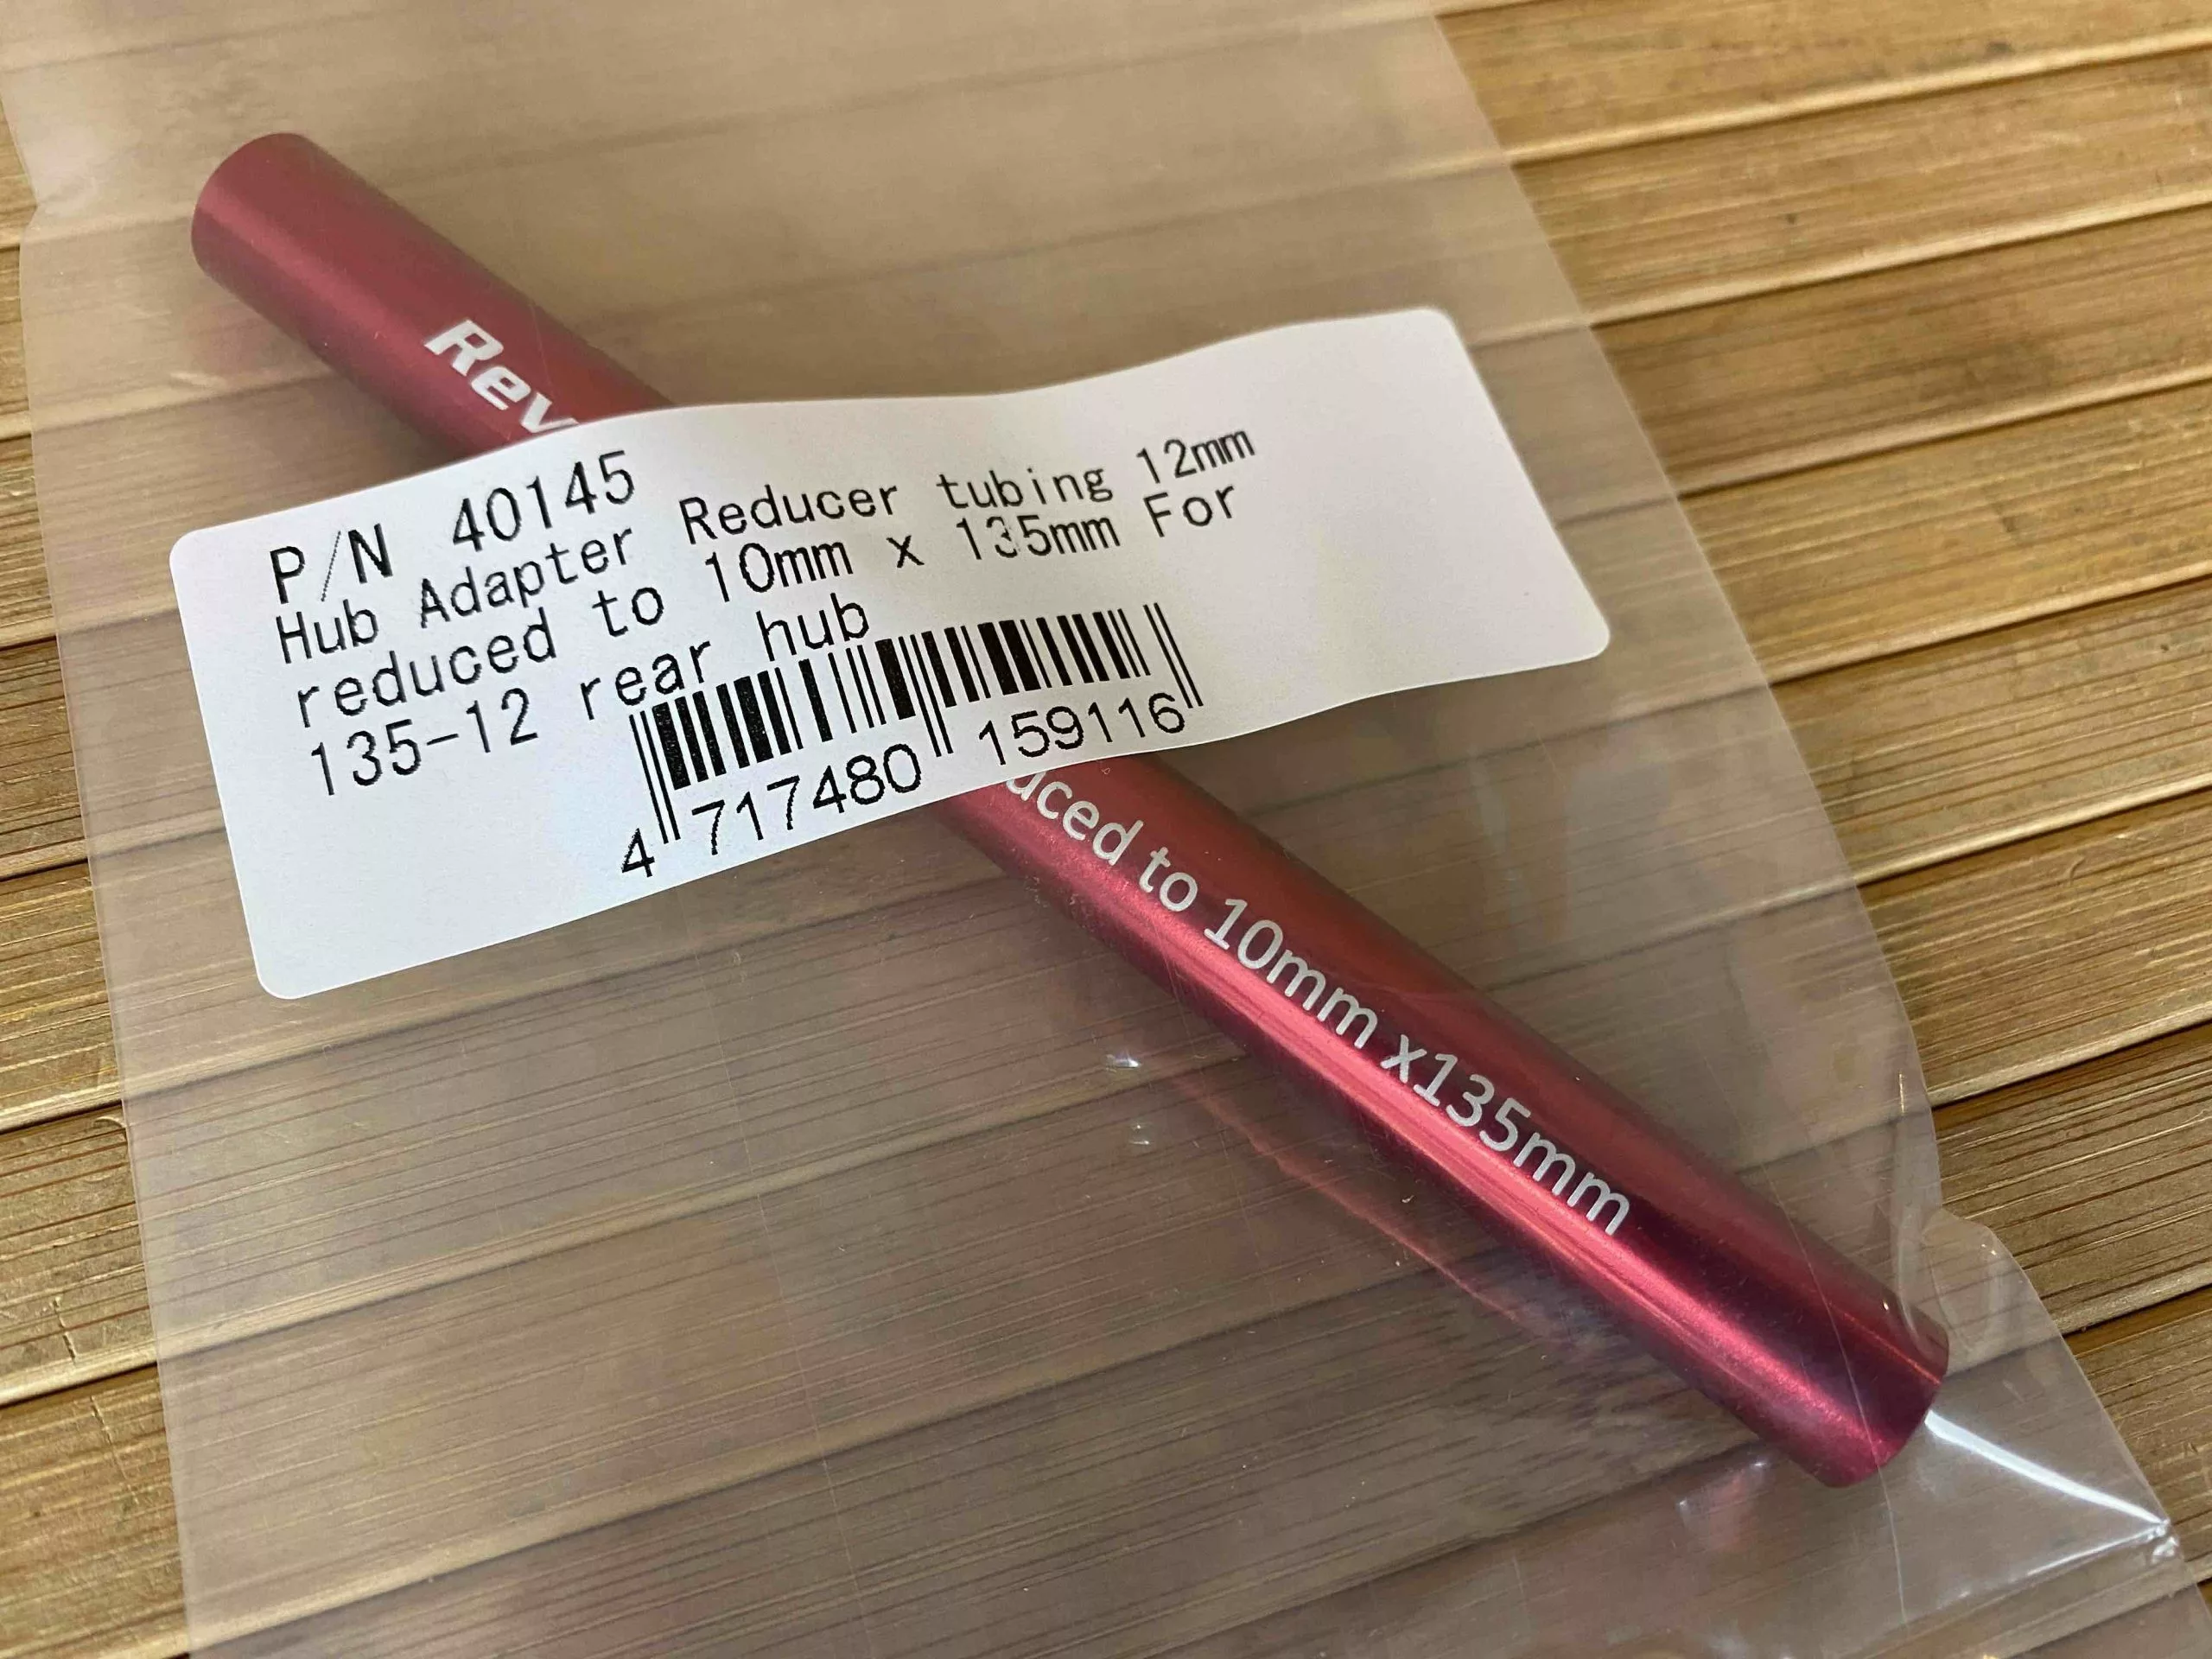 Rev
P/N 40145
Hub Adapter Reducer tubing 12mm
reduced to 10mm x 135mm For
135-12 rear hub
4 717480 159116
uced to 10mm x135mm